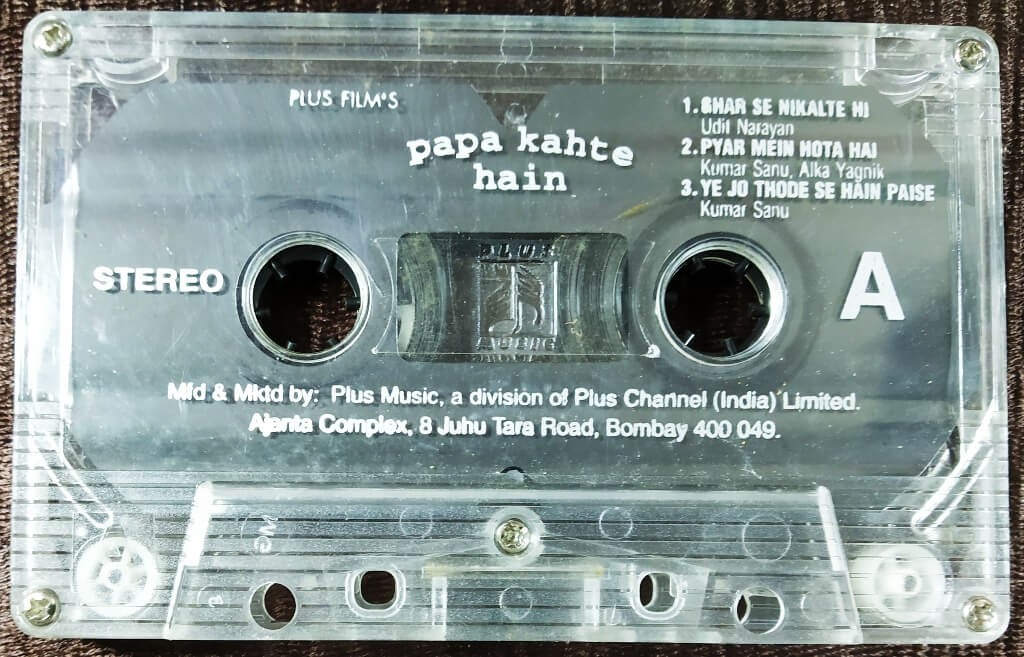 PLUS FILM'S
papa kahte
hain
1. GHAR SE NIKALTE HI
Udit Narayan
2. PYAR MEIN HOTA HAI
Kumar Sanu, Alka Yagnik
3. YE JO THODE SE HAIN PAISE
Kumar Sanu
STEREO
PLUS
MUSIC
A
Mfd & Mktd by: Plus Music, a division of Plus Channel (India) Limited.
Ajanta Complex, 8 Juhu Tara Road, Bombay 400 049.